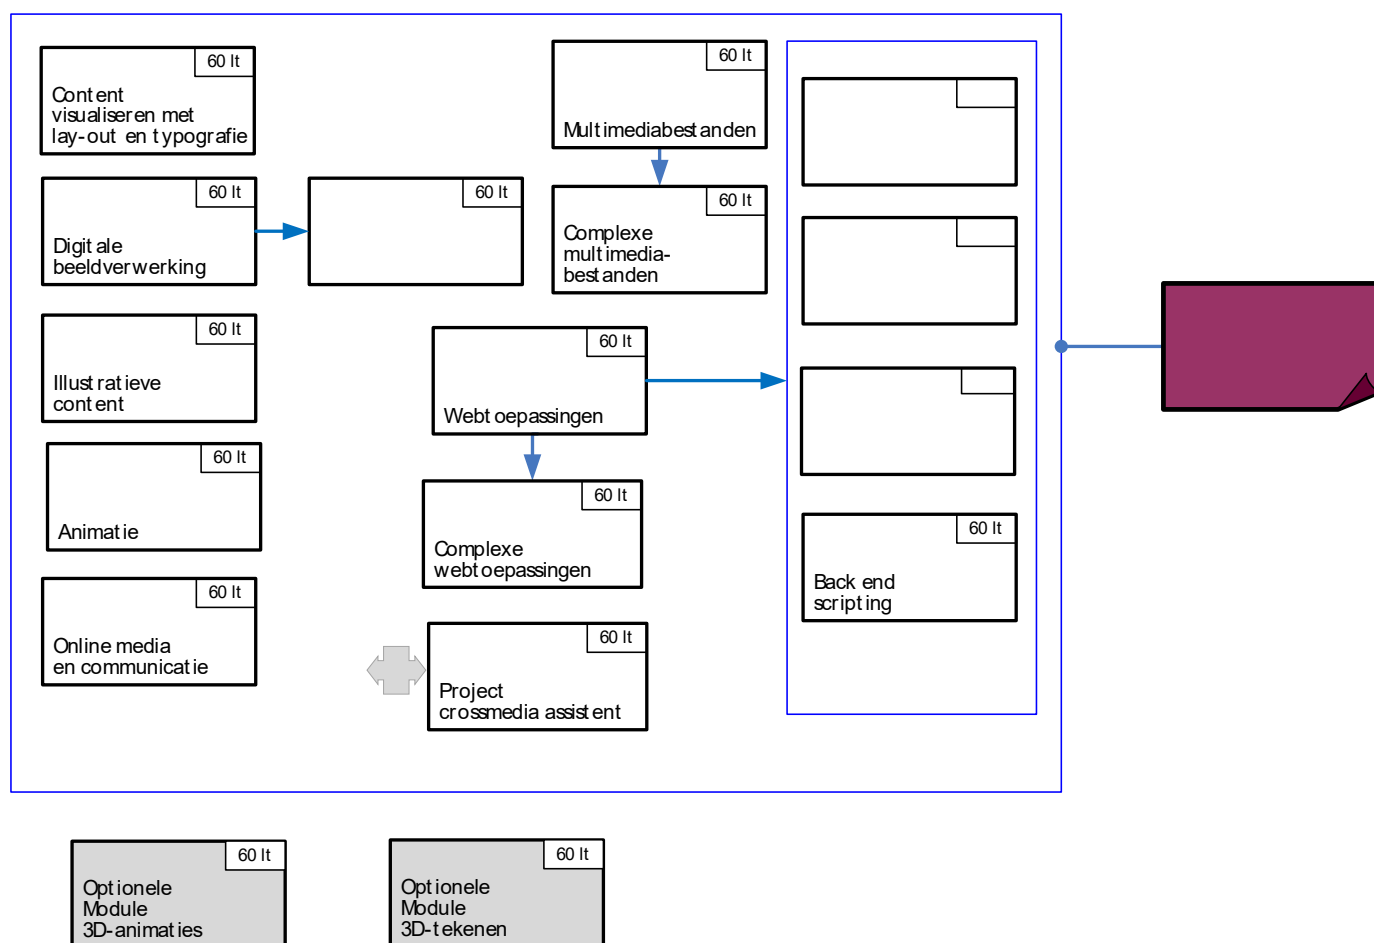 60 lt
Content
visualiseren met
lay-out en typografie
60 lt
Multimediabestanden
60 lt
Digitale
beeldverwerking
60 lt
60 lt
Complexe
multimedia-
bestanden
60 lt
Illustratieve
content
60 lt
Webtoepassingen
60 lt
Animatie
60 lt
Complexe
webtoepassingen
60 lt
Back end
scripting
60 lt
Online media
en communicatie
60 lt
Project
crossmedia assistent
60 lt
Optionele
Module
3D-animaties
60 lt
Optionele
Module
3D-tekenen